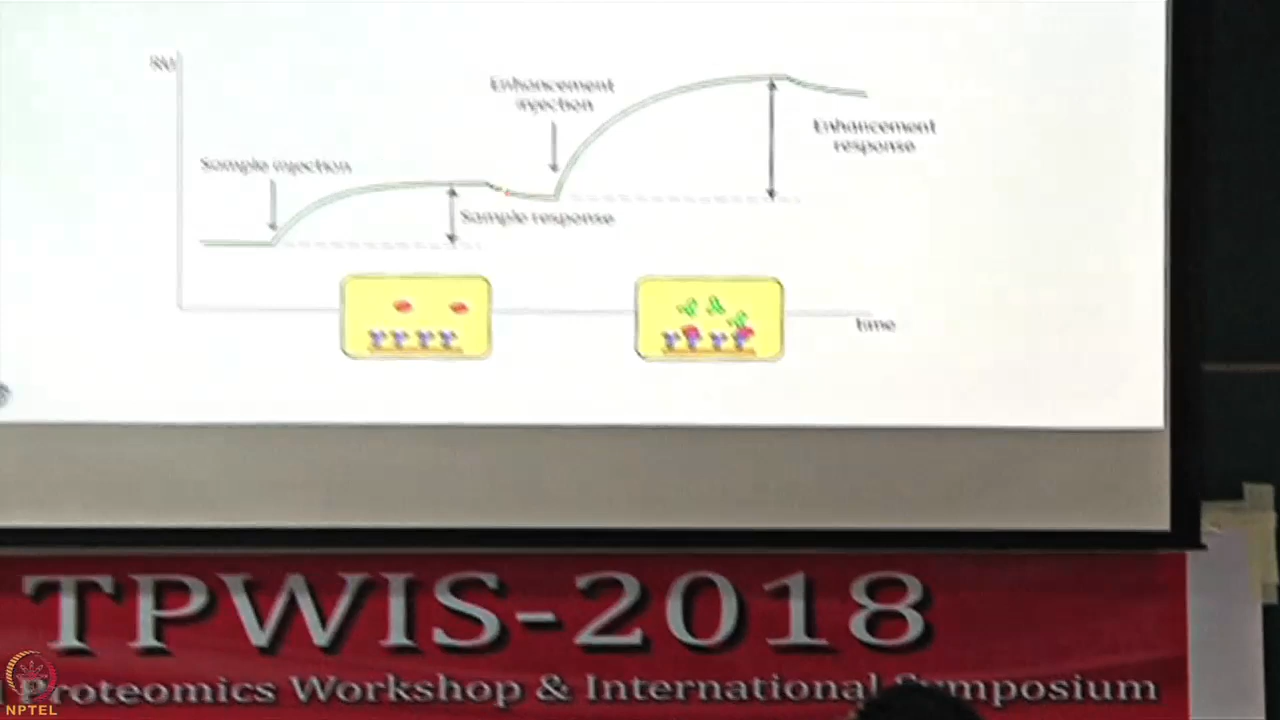 RU
Enhancement
injection
Enhancement
response
Sample injection
Sample response
time
TPWIS-2018
Proteomics Workshop & International Symposium
NPTEL